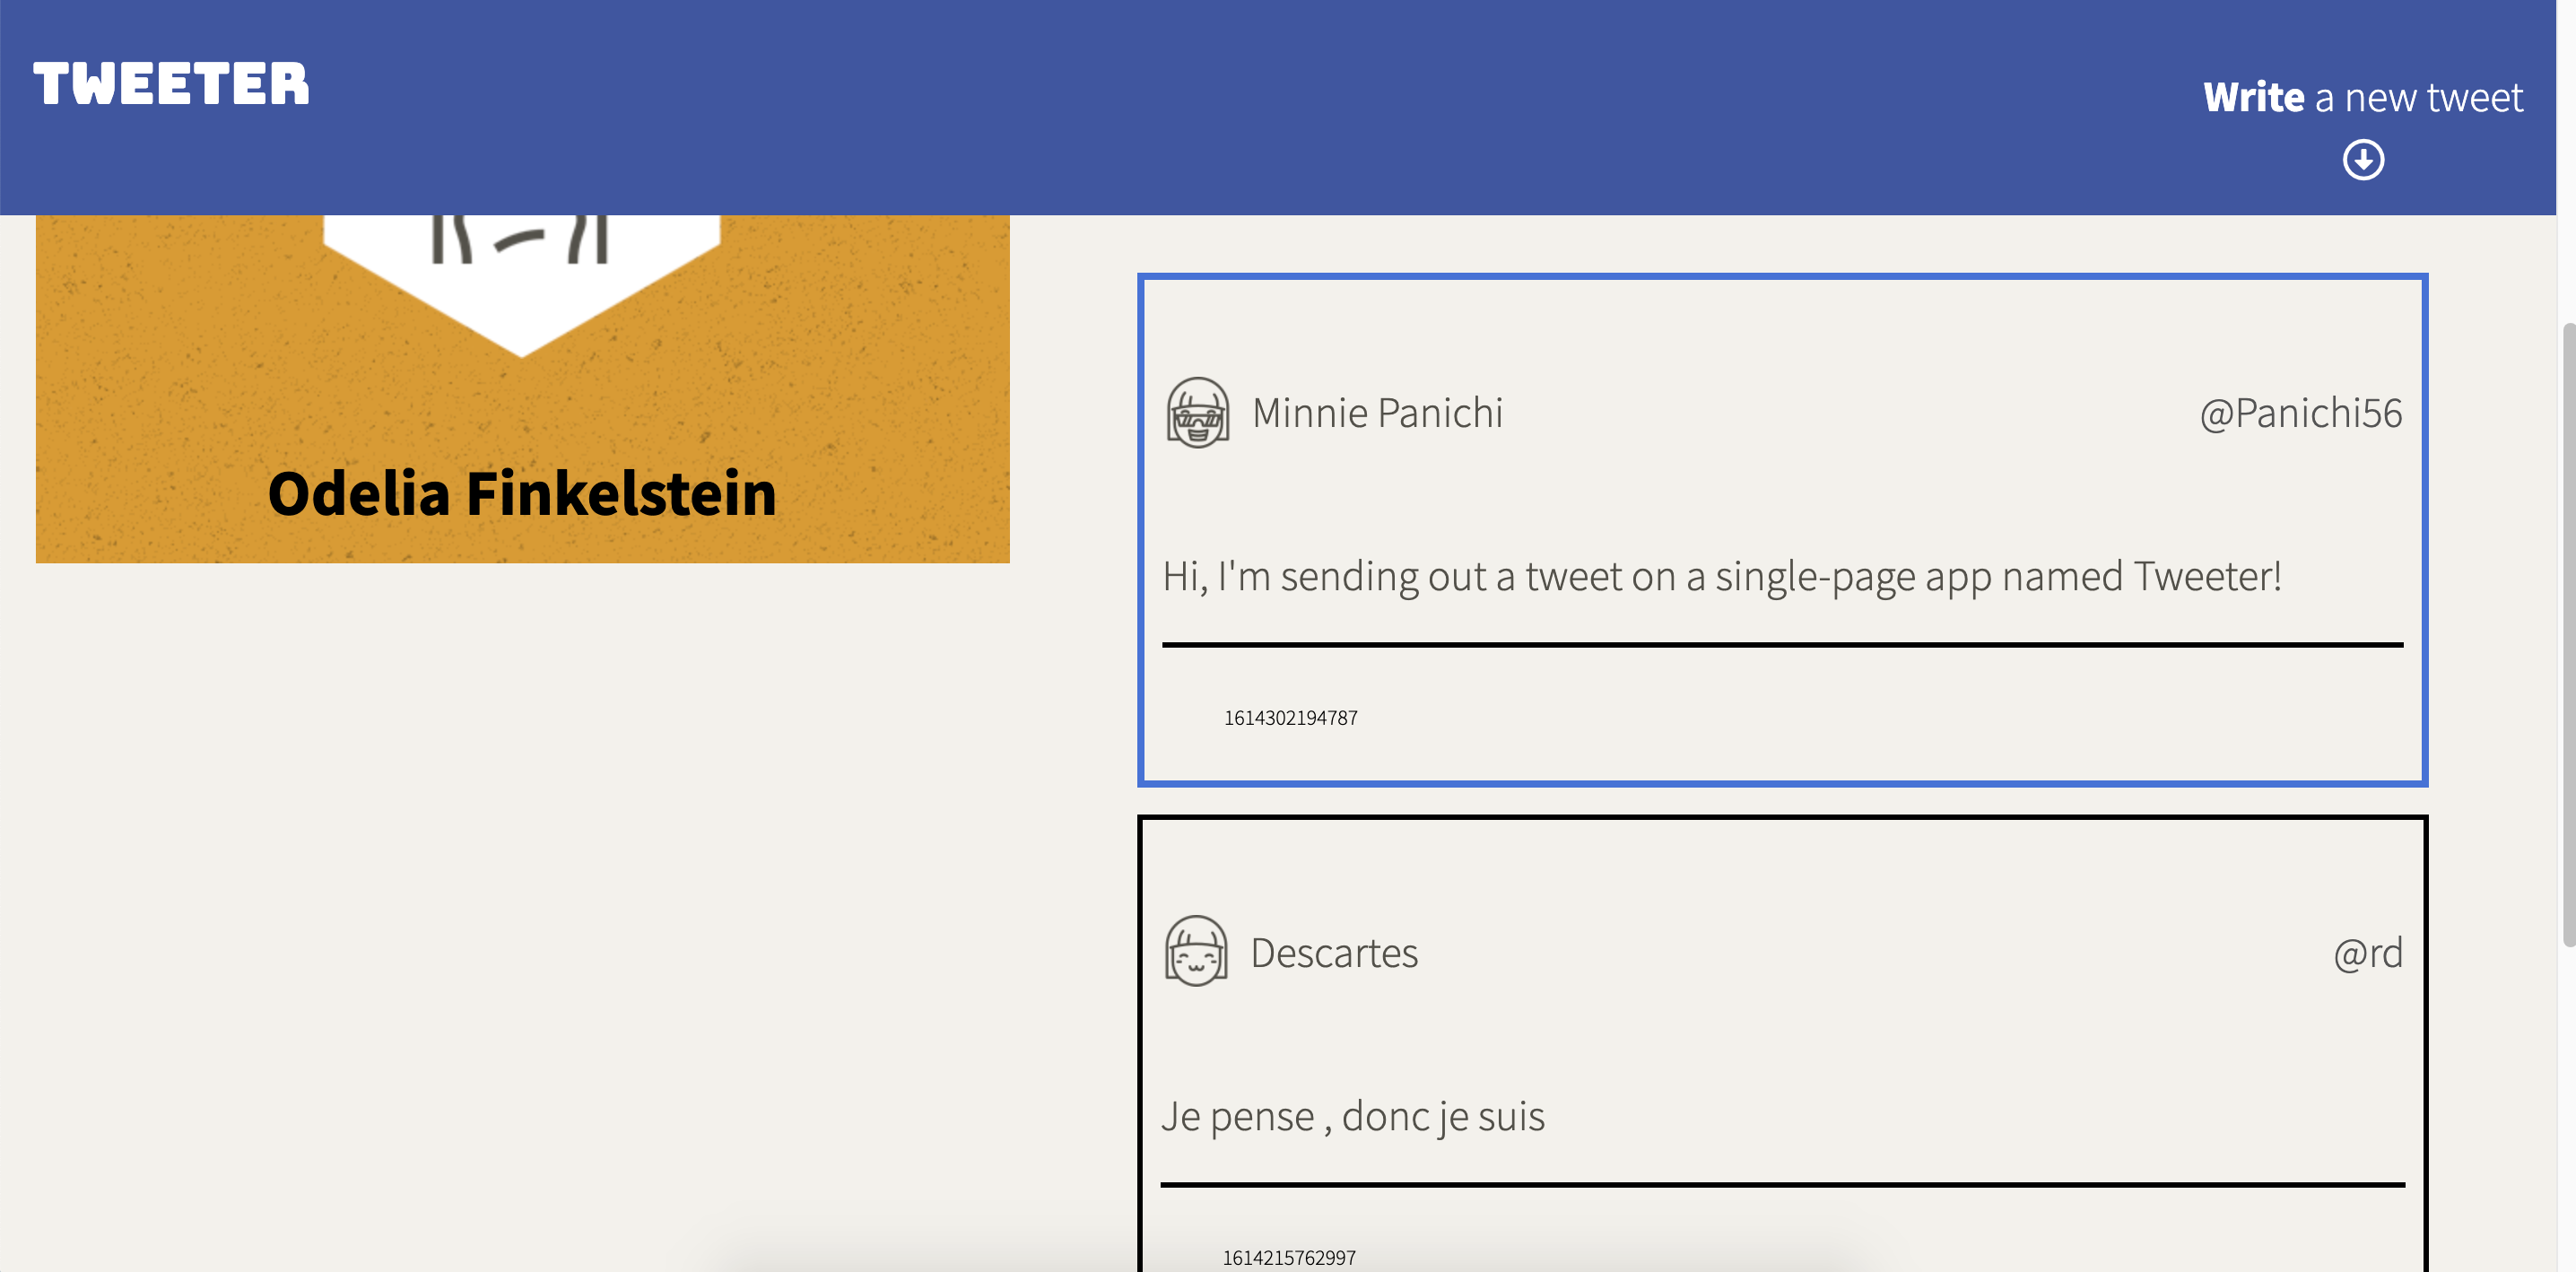 TWEETER
Write a new tweet
Odelia Finkelstein
Minnie Panichi
@Panichi56
Hi, I'm sending out a tweet on a single-page app named Tweeter!
1614302194787
Descartes
@rd
Je pense , donc je suis
1614215762997